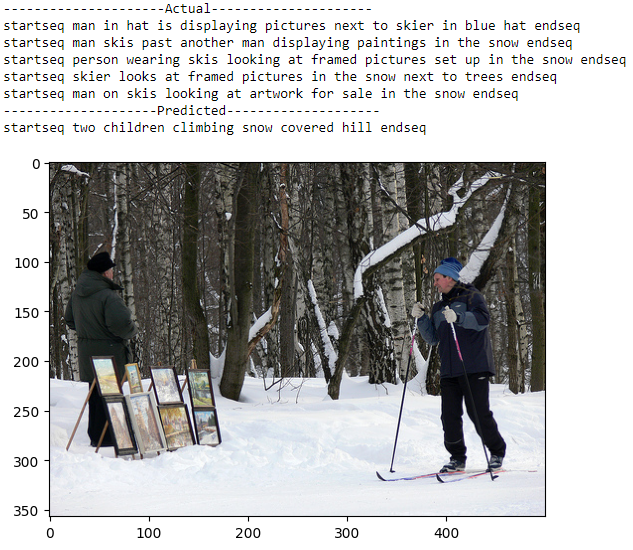 --------------------Actual--------------------
startseq man in hat is displaying pictures next to skier in blue hat endseq
startseq man skis past another man displaying paintings in the snow endseq
startseq person wearing skis looking at framed pictures set up in the snow endseq
startseq skier looks at framed pictures in the snow next to trees endseq
startseq man on skis looking at artwork for sale in the snow endseq
-------------------Predicted-------------------
startseq two children climbing snow covered hill endseq
0
50
100
150
200
250
300
350
0 100 200 300 400